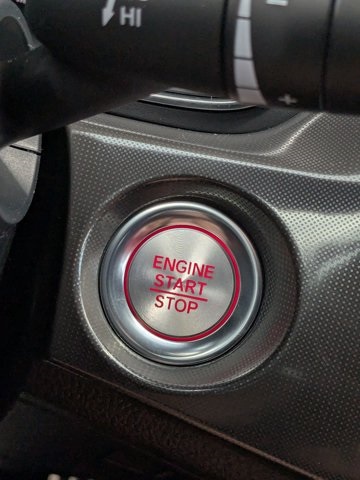 HI
+
ENGINE
START
STOP